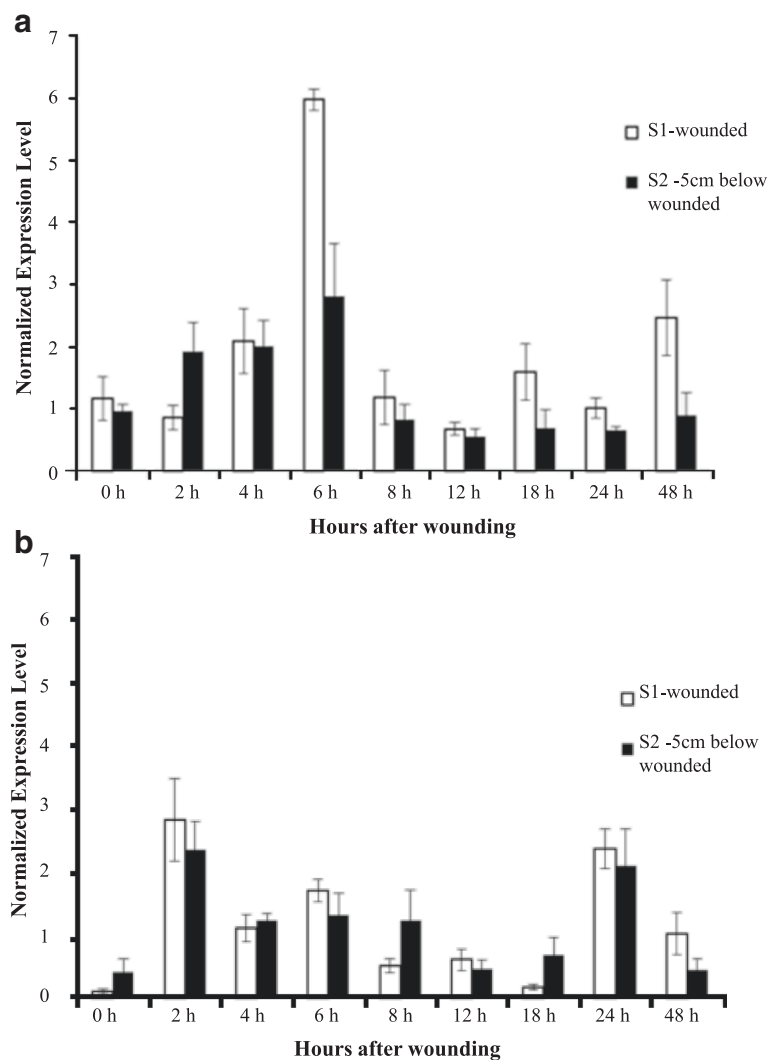 a
7
6
5
4
3
2
1
0
Normalized Expression Level
S1-wounded
S2 -5cm below
wounded
0 h 2 h 4 h 6 h 8 h 12 h 18 h 24 h 48 h
Hours after wounding
b
7
6
5
4
3
2
1
0
Normalized Expression Level
S1-wounded
S2 -5cm below
wounded
0 h 2 h 4 h 6 h 8 h 12 h 18 h 24 h 48 h
Hours after wounding